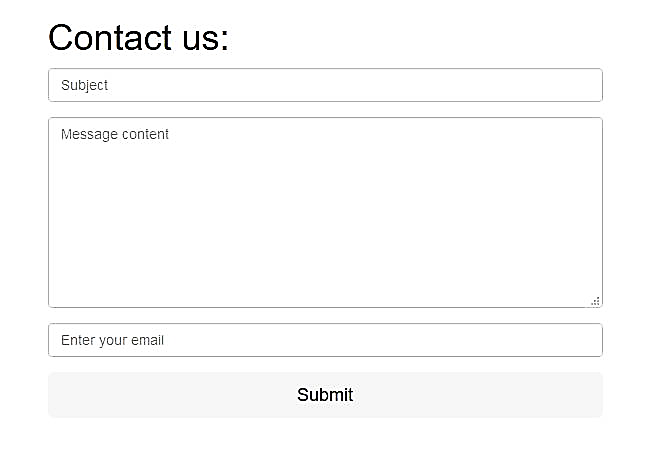 Contact us:
Subject
Message content
Enter your email
Submit